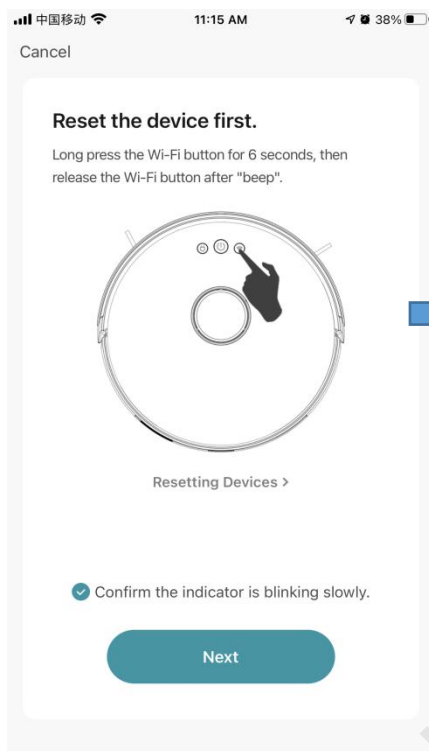 中国移动
11:15 AM
38%
Cancel
Reset the device first.
Long press the Wi-Fi button for 6 seconds, then
release the Wi-Fi button after "beep".
Resetting Devices >
Confirm the indicator is blinking slowly.
Next